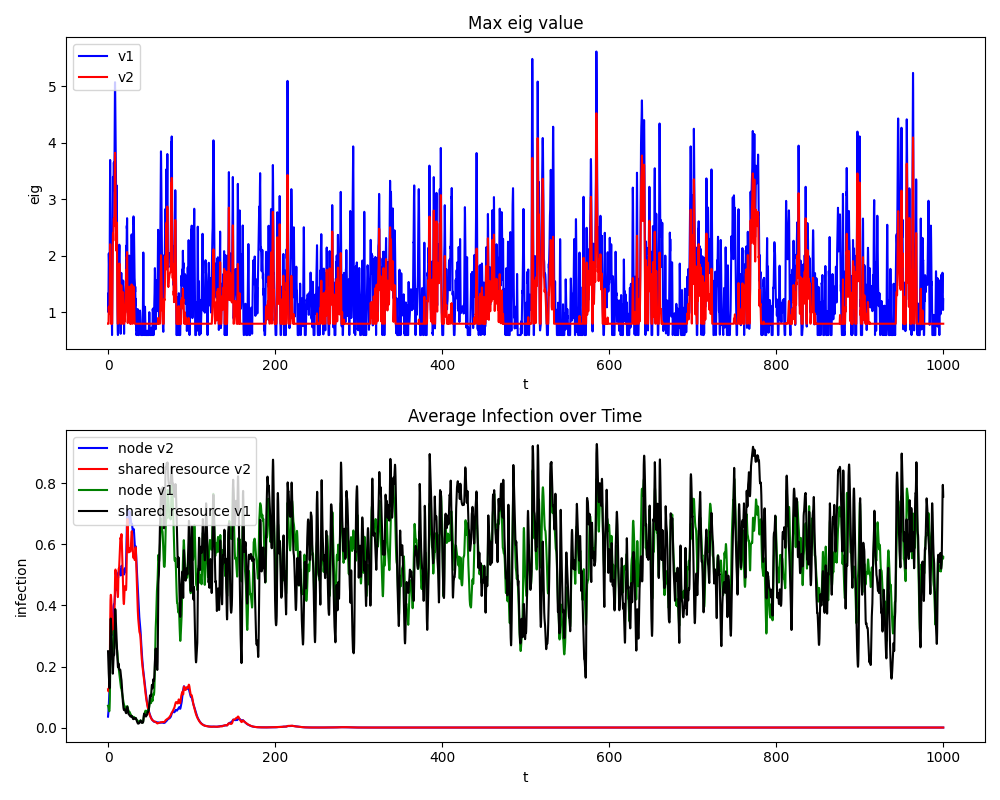 Max eig value
v1
v2
5
4
3
2
1
eig
0
200
400
600
800
1000
t
Average Infection over Time
node v2
shared resource v2
node v1
shared resource v1
0.8
0.6
0.4
0.2
0.0
infection
0
200
400
600
800
1000
t